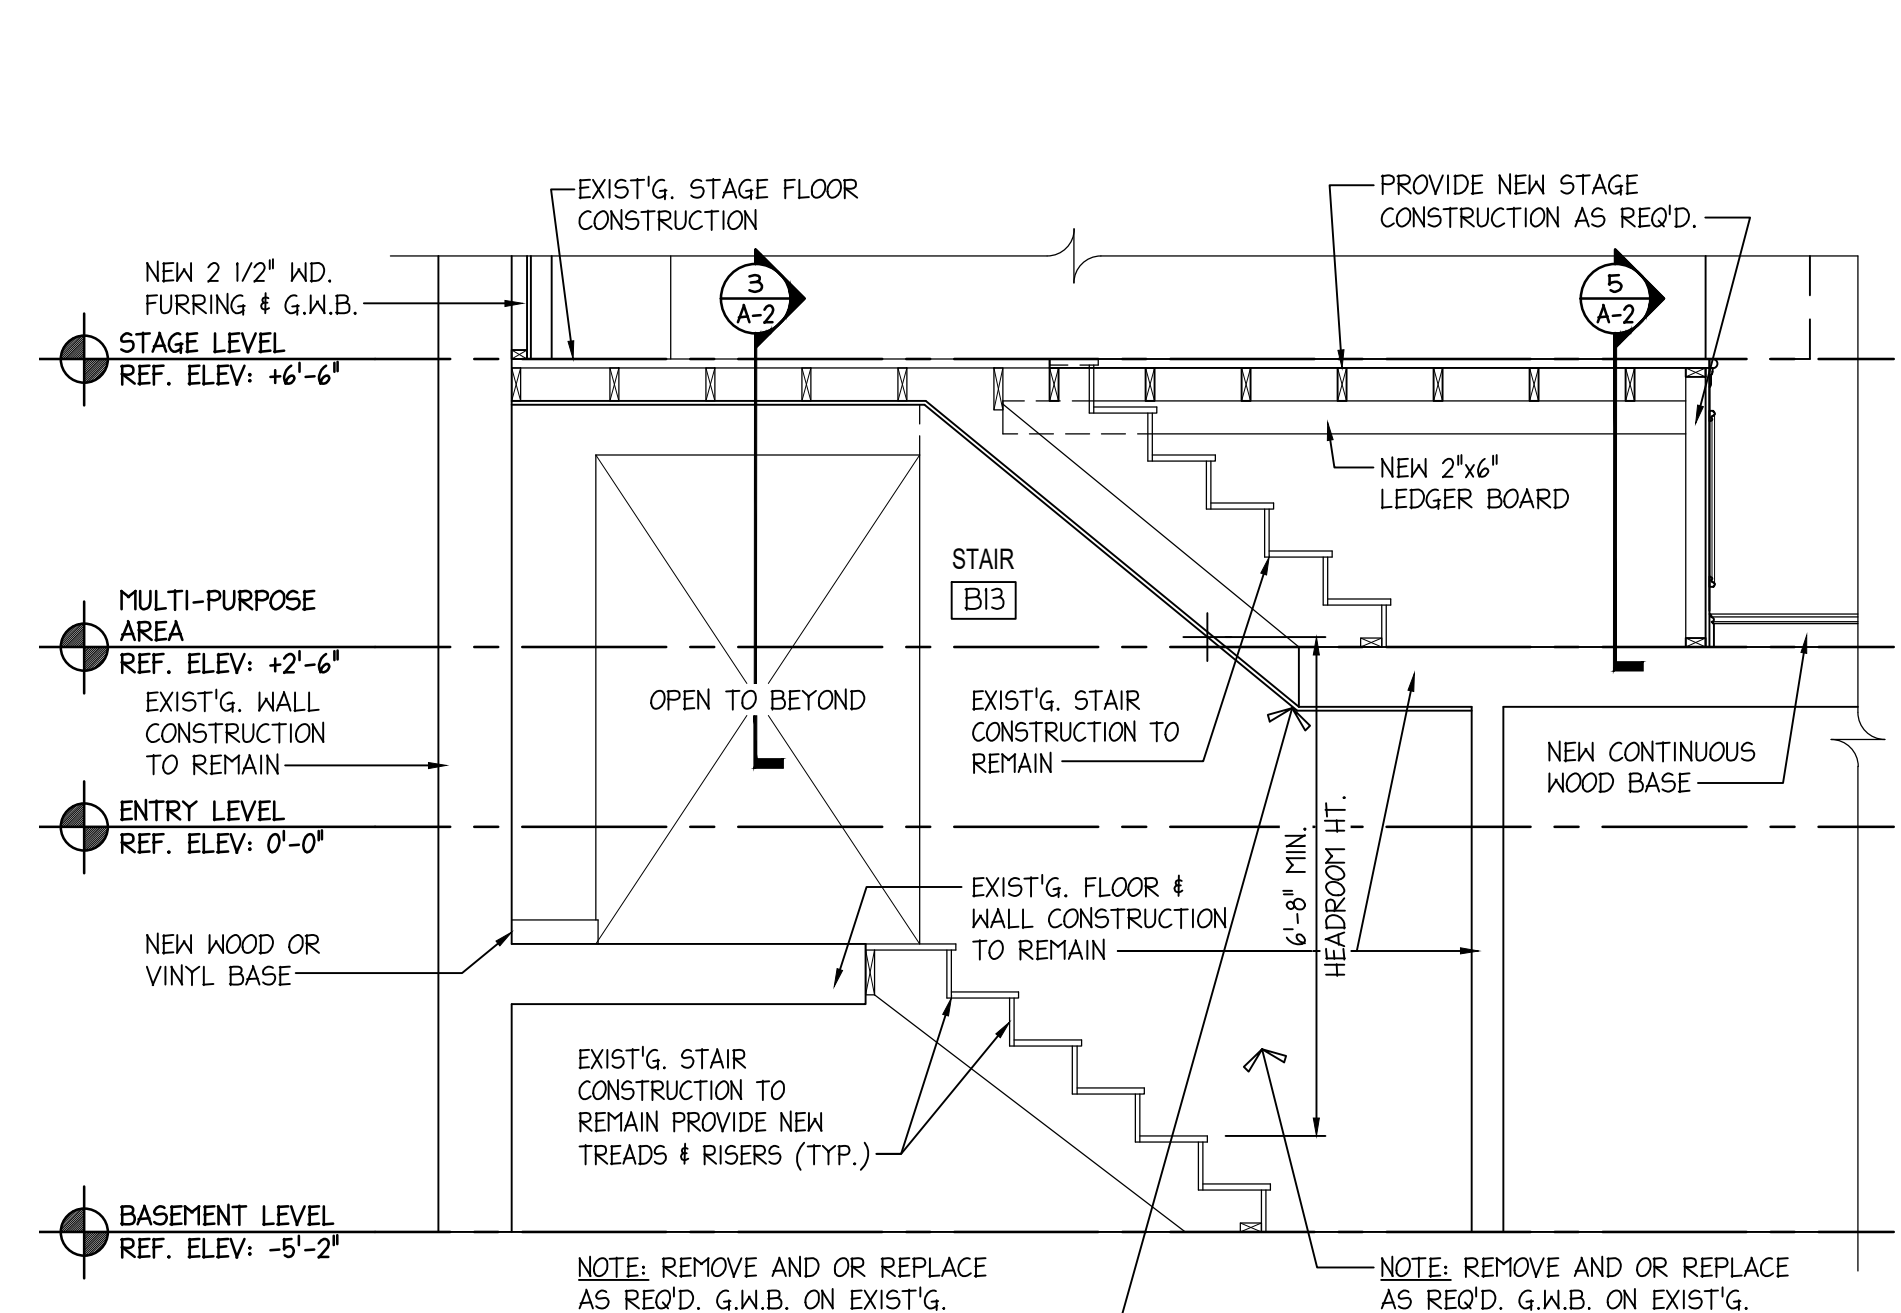 EXIST'G. STAGE FLOOR
CONSTRUCTION
PROVIDE NEW STAGE
CONSTRUCTION AS REQ'D.
NEW 2 1/2" WD.
FURRING & G.W.B.
3
A-2
5
A-2
STAGE LEVEL
REF. ELEV: +6'-6"
NEW 2"x6"
LEDGER BOARD
STAIR
B13
MULTI-PURPOSE
AREA
REF. ELEV: +2'-6"
EXIST'G. WALL
CONSTRUCTION
TO REMAIN
OPEN TO BEYOND
EXIST'G. STAIR
CONSTRUCTION TO
REMAIN
NEW CONTINUOUS
WOOD BASE
ENTRY LEVEL
REF. ELEV: 0'-0"
6'-8" MIN.
HEADROOM HT.
EXIST'G. FLOOR &
WALL CONSTRUCTION
TO REMAIN
NEW WOOD OR
VINYL BASE
EXIST'G. STAIR
CONSTRUCTION TO
REMAIN PROVIDE NEW
TREADS & RISERS (TYP.)
BASEMENT LEVEL
REF. ELEV: -5'-2"
NOTE: REMOVE AND OR REPLACE
AS REQ'D. G.W.B. ON EXIST'G.
NOTE: REMOVE AND OR REPLACE
AS REQ'D. G.W.B. ON EXIST'G.